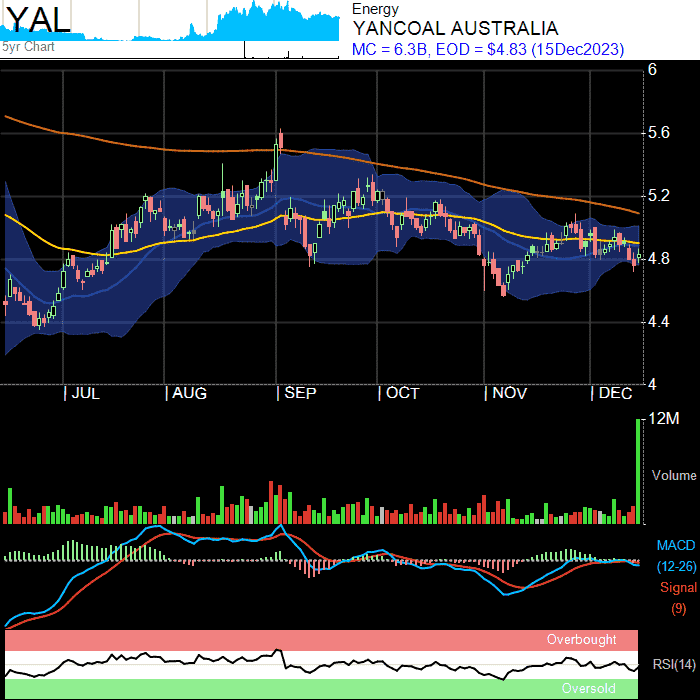 YAL
5yr Chart
Energy
YANCOAL AUSTRALIA
MC = 6.3B, EOD = $4.83 (15Dec2023)
6
5.6
5.2
4.8
4.4
4
| JUL | AUG | SEP | OCT | NOV | DEC
12M
Volume
MACD
(12-26)
Signal
(9)
Overbought
RSI(14)
Oversold